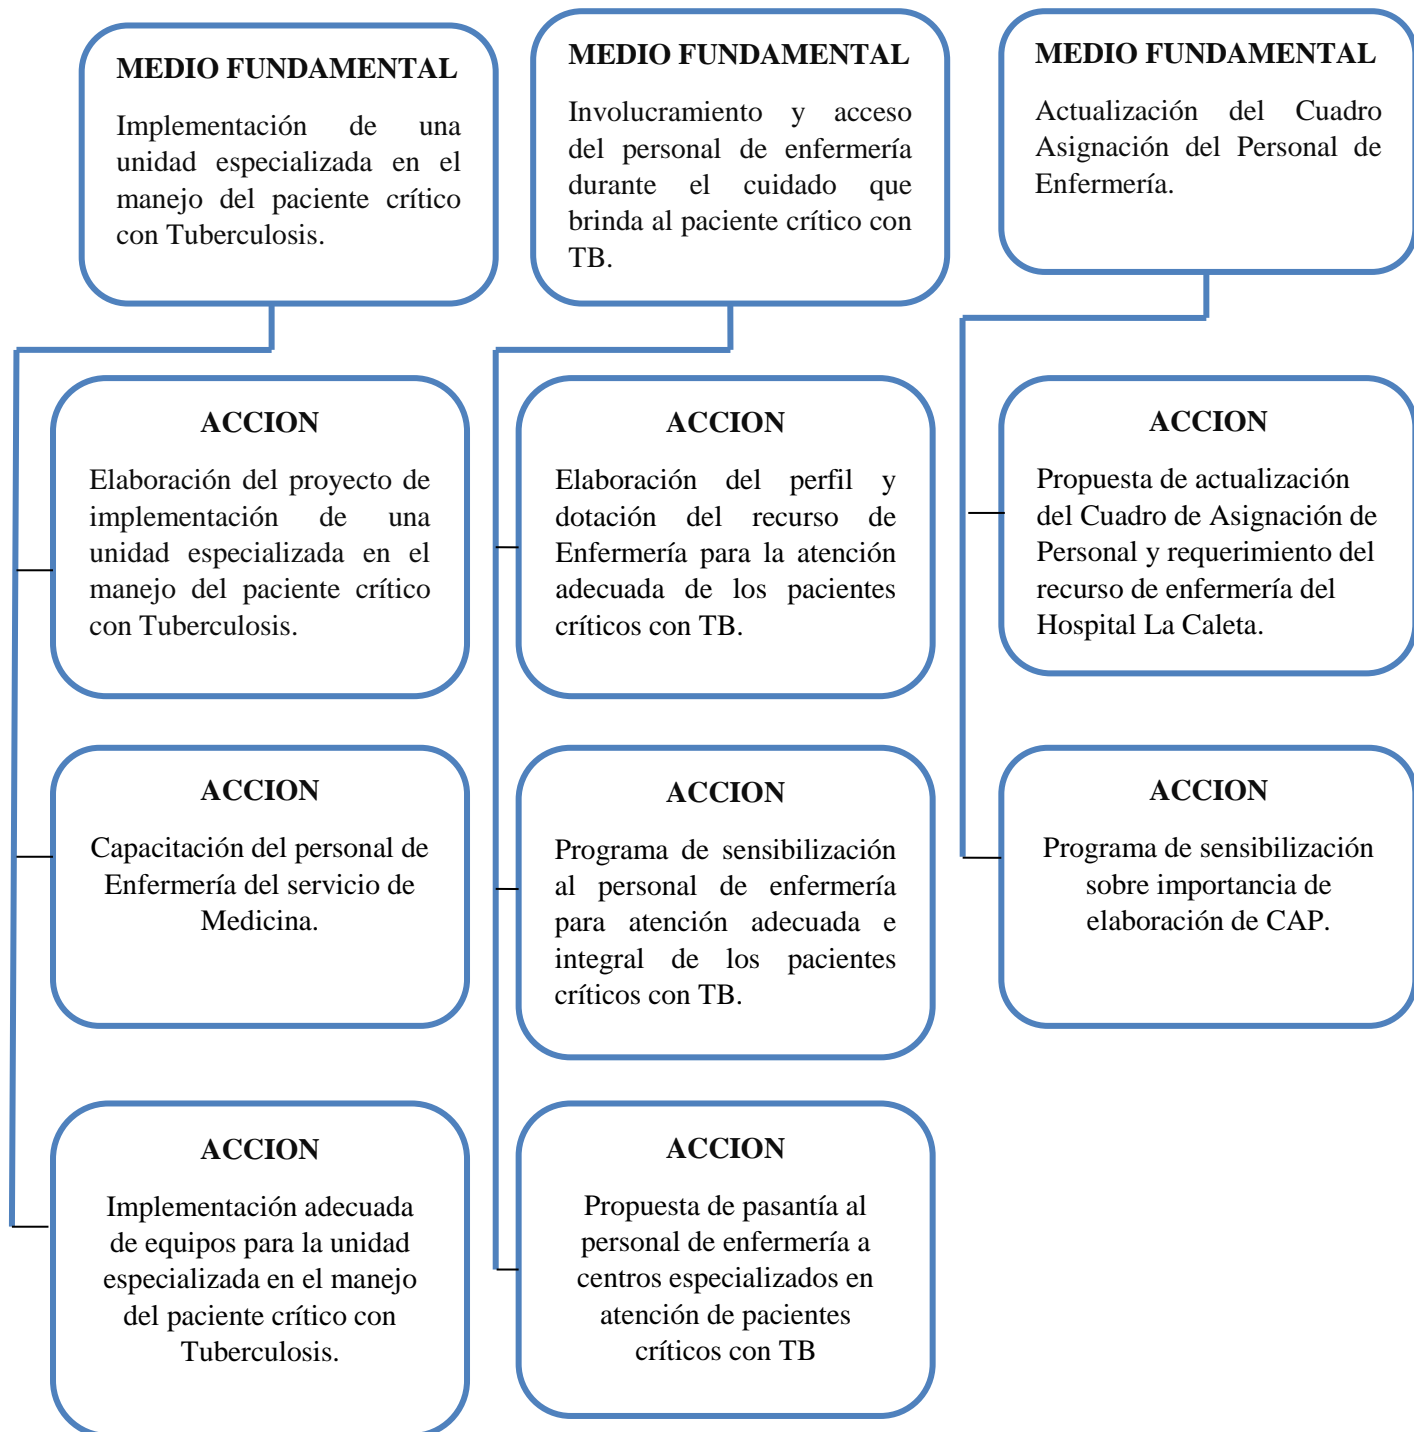 MEDIO FUNDAMENTAL
Implementación de una
unidad especializada en el
manejo del paciente crítico
con Tuberculosis.
MEDIO FUNDAMENTAL
Involucramiento y acceso
del personal de enfermería
durante el cuidado que
brinda al paciente crítico con
TB.
MEDIO FUNDAMENTAL
Actualización del Cuadro
Asignación del Personal de
Enfermería.
ACCION
Elaboración del proyecto de
implementación de una
unidad especializada en el
manejo del paciente crítico
con Tuberculosis.
ACCION
Elaboración del perfil y
dotación del recurso de
Enfermería para la atención
adecuada de los pacientes
críticos con TB.
ACCION
Propuesta de actualización
del Cuadro de Asignación de
Personal y requerimiento del
recurso de enfermería del
Hospital La Caleta.
ACCION
Capacitación del personal de
Enfermería del servicio de
Medicina.
ACCION
Programa de sensibilización
al personal de enfermería
para atención adecuada e
integral de los pacientes
críticos con TB.
ACCION
Programa de sensibilización
sobre importancia de
elaboración de CAP.
ACCION
Implementación adecuada
de equipos para la unidad
especializada en el manejo
del paciente crítico con
Tuberculosis.
ACCION
Propuesta de pasantía al
personal de enfermería a
centros especializados en
atención de pacientes
críticos con TB